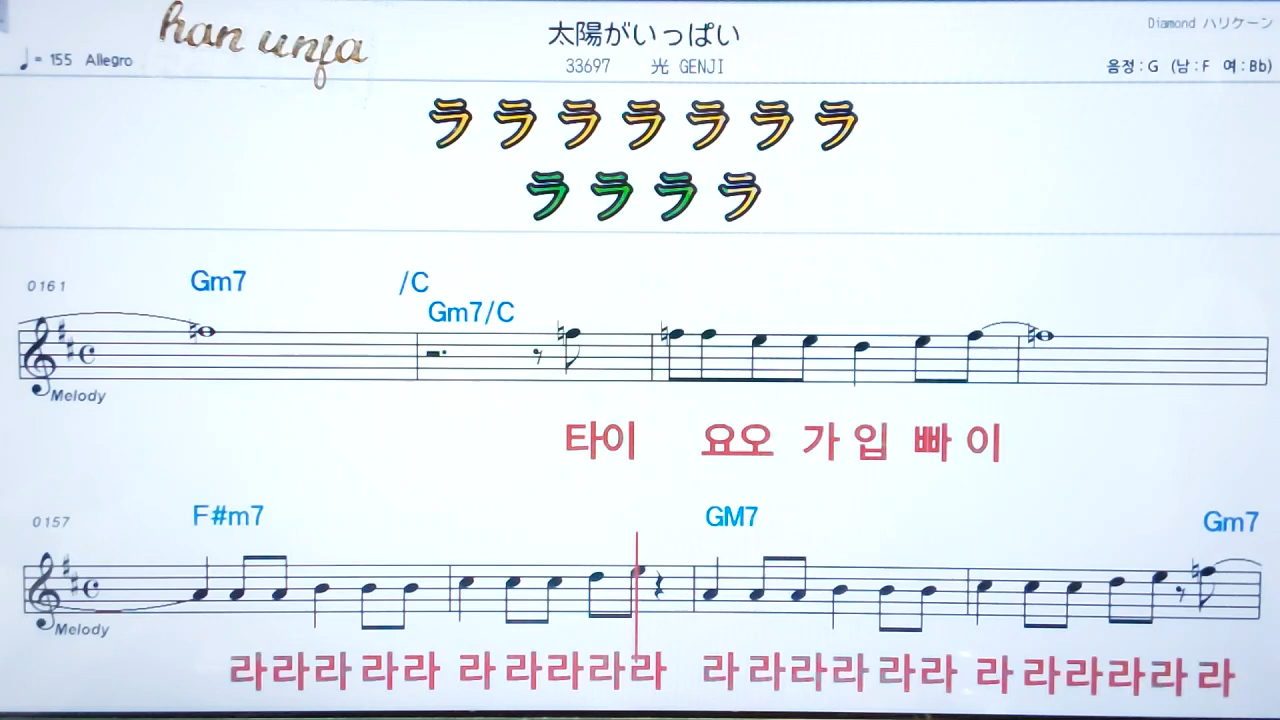 han unfa
太陽がいっぱい
Diamond ハリケーン
♩= 155 Allegro
33697 光 GENJI
음정 : G (남 : F 여 : Bb)
ララララララララ
ララララ
0161
Gm7 /C
Gm7/C
Melody
타이 요오 가 입 빠 이
0157
F#m7 GM7 Gm7
Melody
라라라 라라 라 라라라라 라 라라라 라라 라 라라라라 라